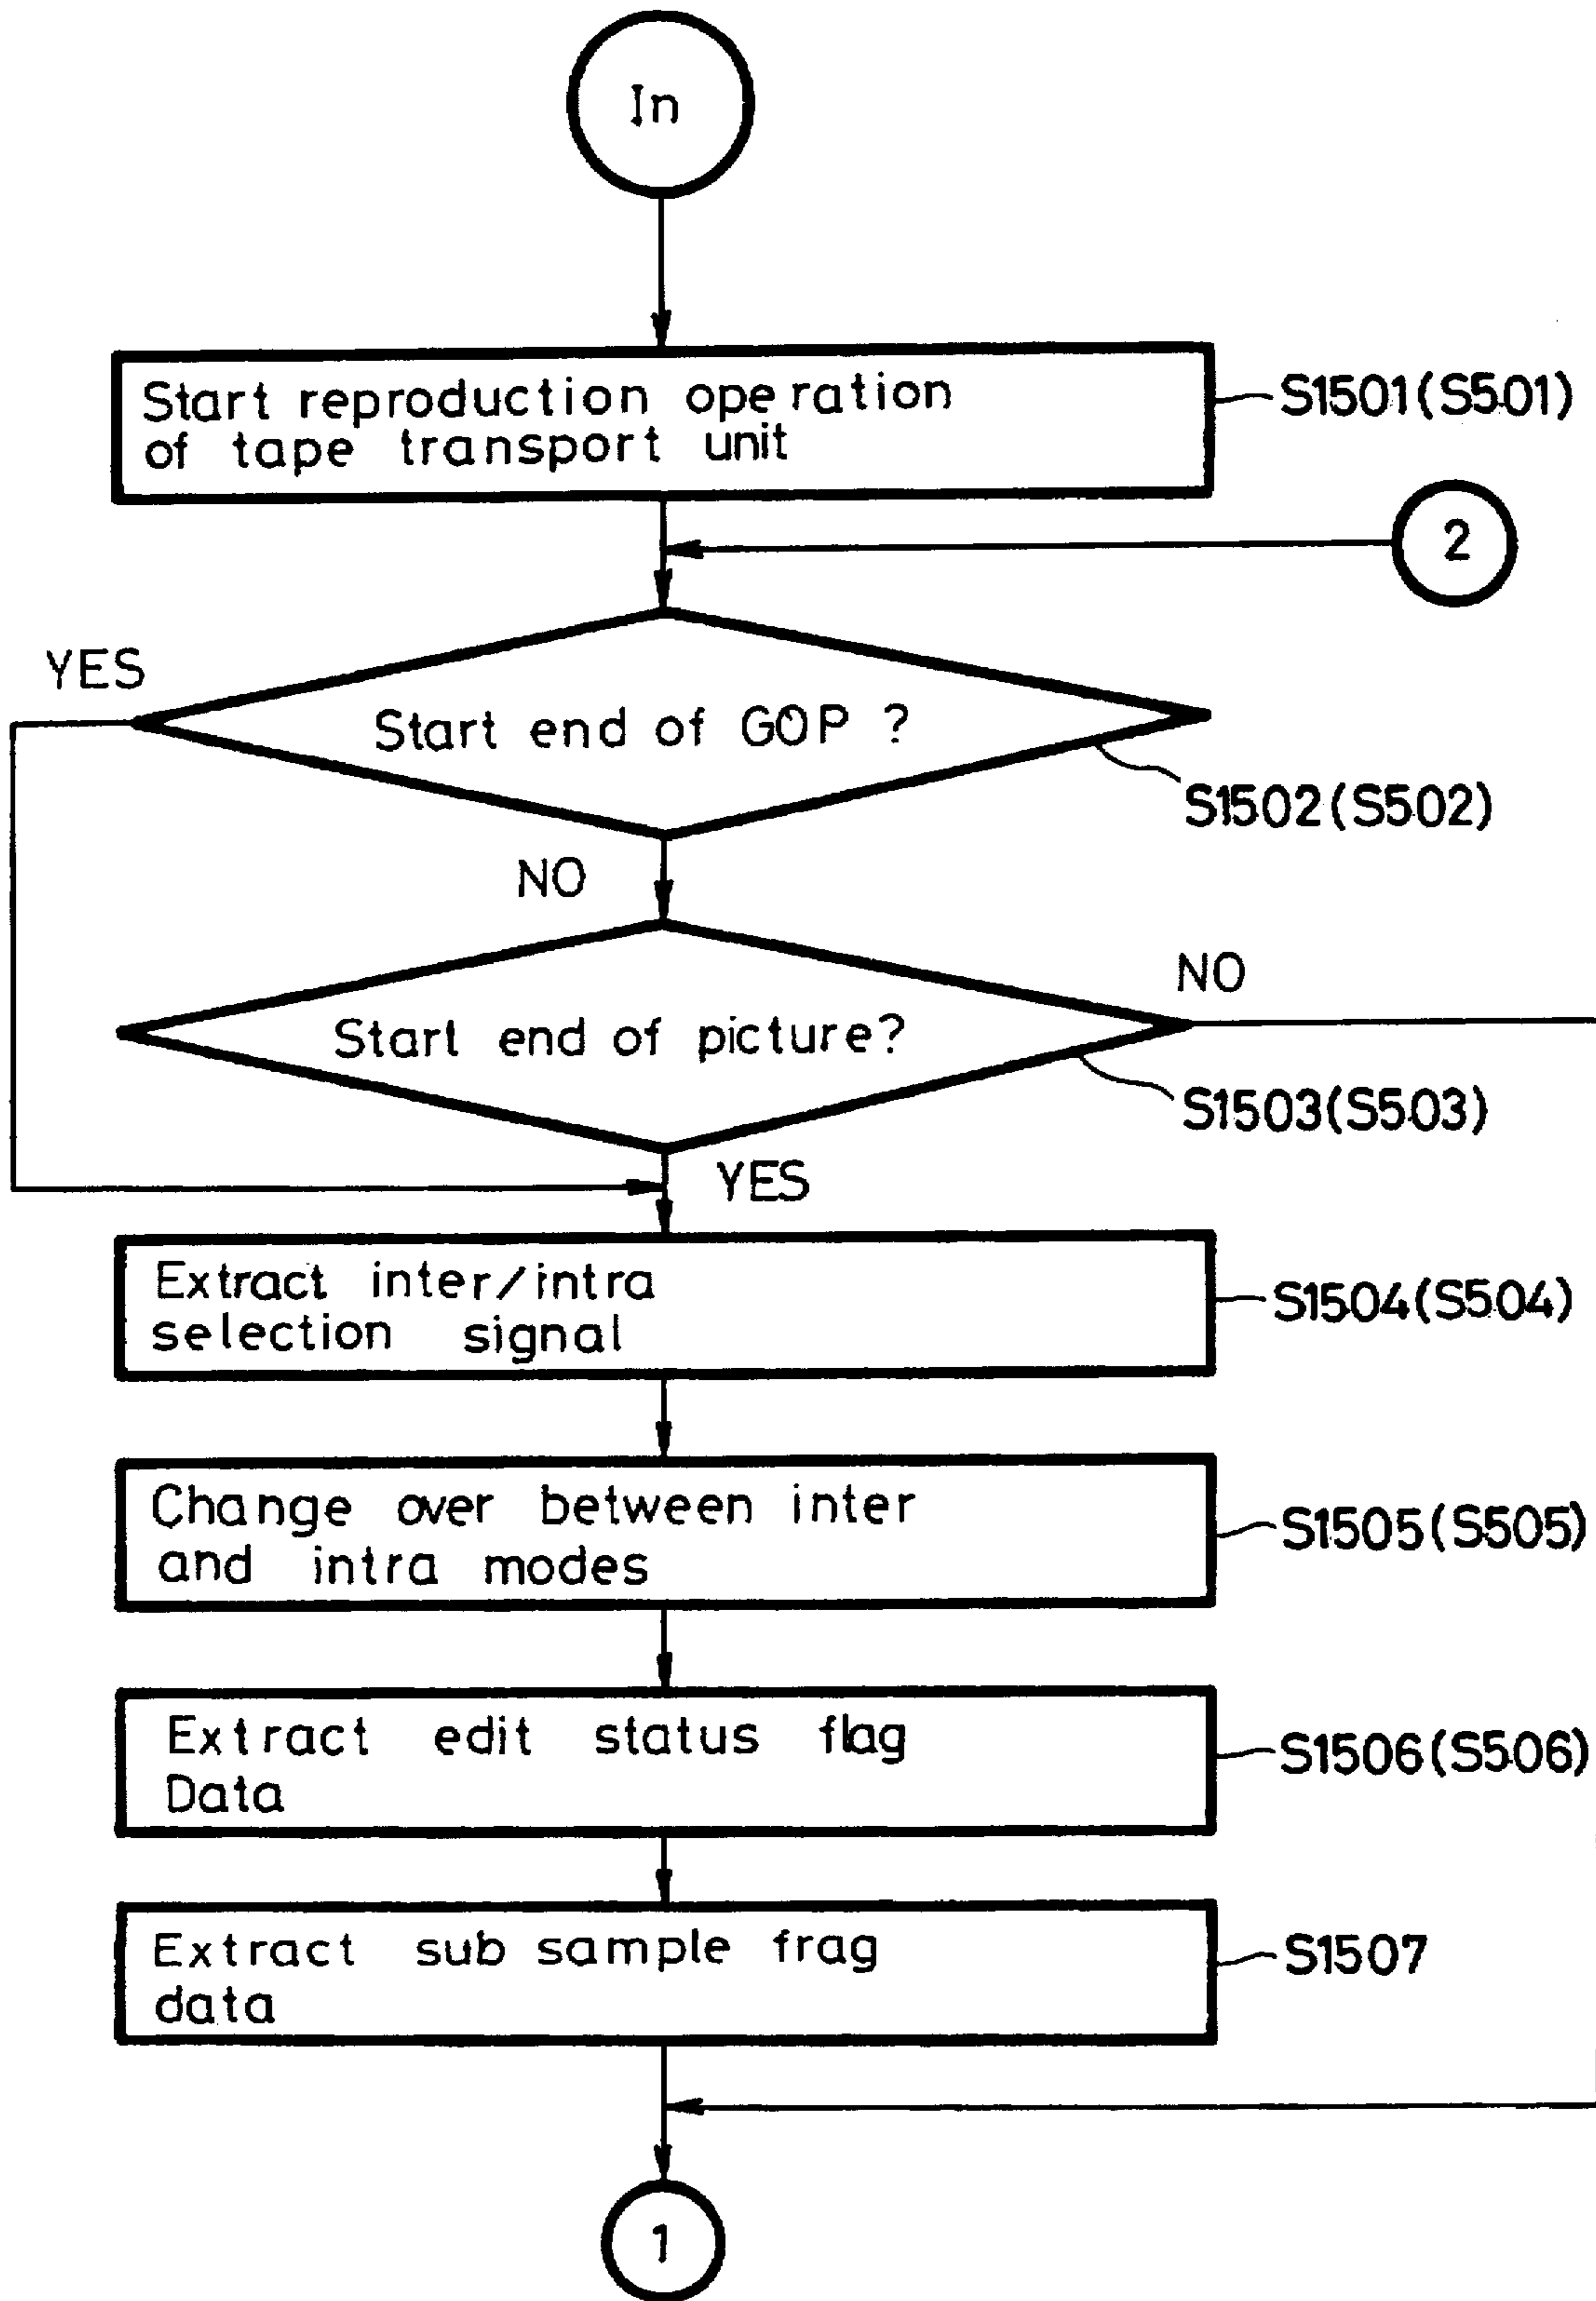 In
Start reproduction operation
of tape transport unit
S1501(S501)
2
YES
Start end of GOP ?
S1502(S502)
NO
NO
Start end of picture?
S1503(S503)
YES
Extract inter/intra
selection signal
S1504(S504)
Change over between inter
and intra modes
S1505(S505)
Extract edit status flag
Data
S1506(S506)
Extract sub sample frag
data
S1507
1